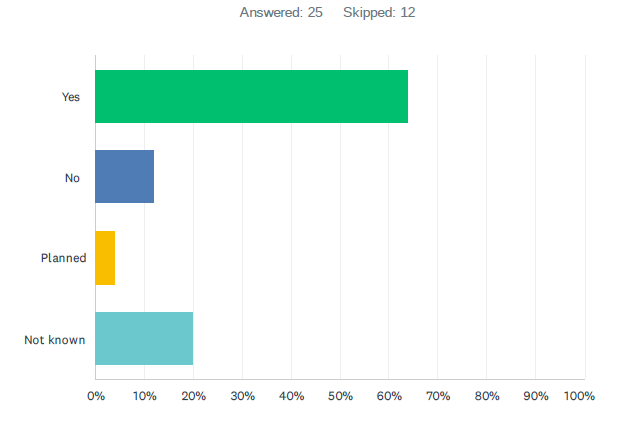 Answered: 25 Skipped: 12
Yes
No
Planned
Not known
0% 10% 20% 30% 40% 50% 60% 70% 80% 90% 100%